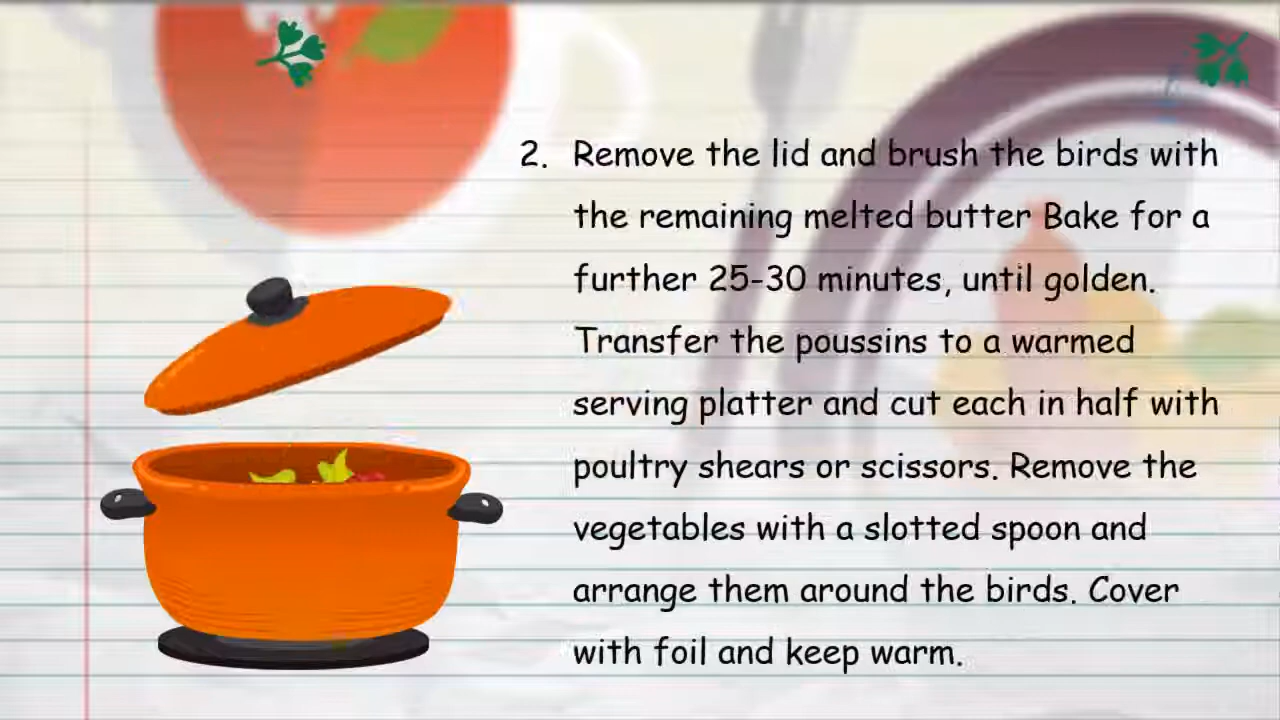 2. Remove the lid and brush the birds with
the remaining melted butter Bake for a
further 25-30 minutes, until golden.
Transfer the poussins to a warmed
serving platter and cut each in half with
poultry shears or scissors. Remove the
vegetables with a slotted spoon and
arrange them around the birds. Cover
with foil and keep warm.